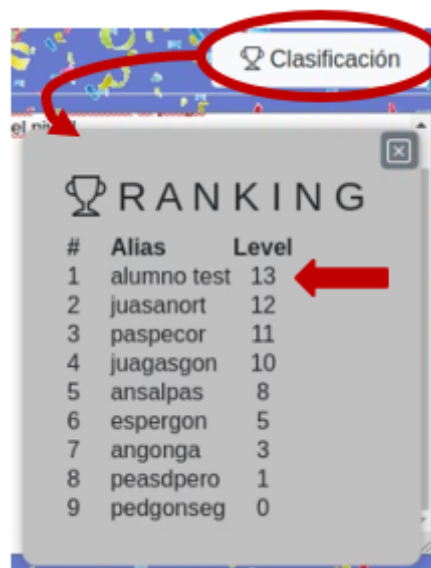 Clasificación
RANKING
# Alias Level
1 alumno test 13
2 juasanort 12
3 paspecor 11
4 juagasgon 10
5 ansalpas 8
6 espergon 5
7 angonga 3
8 peasdpero 1
9 pedgonseg 0